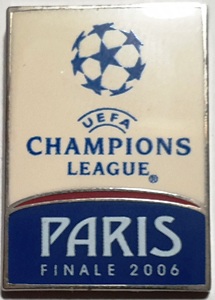 UEFA
CHAMPIONS
LEAGUE®
PARIS
FINALE 2006